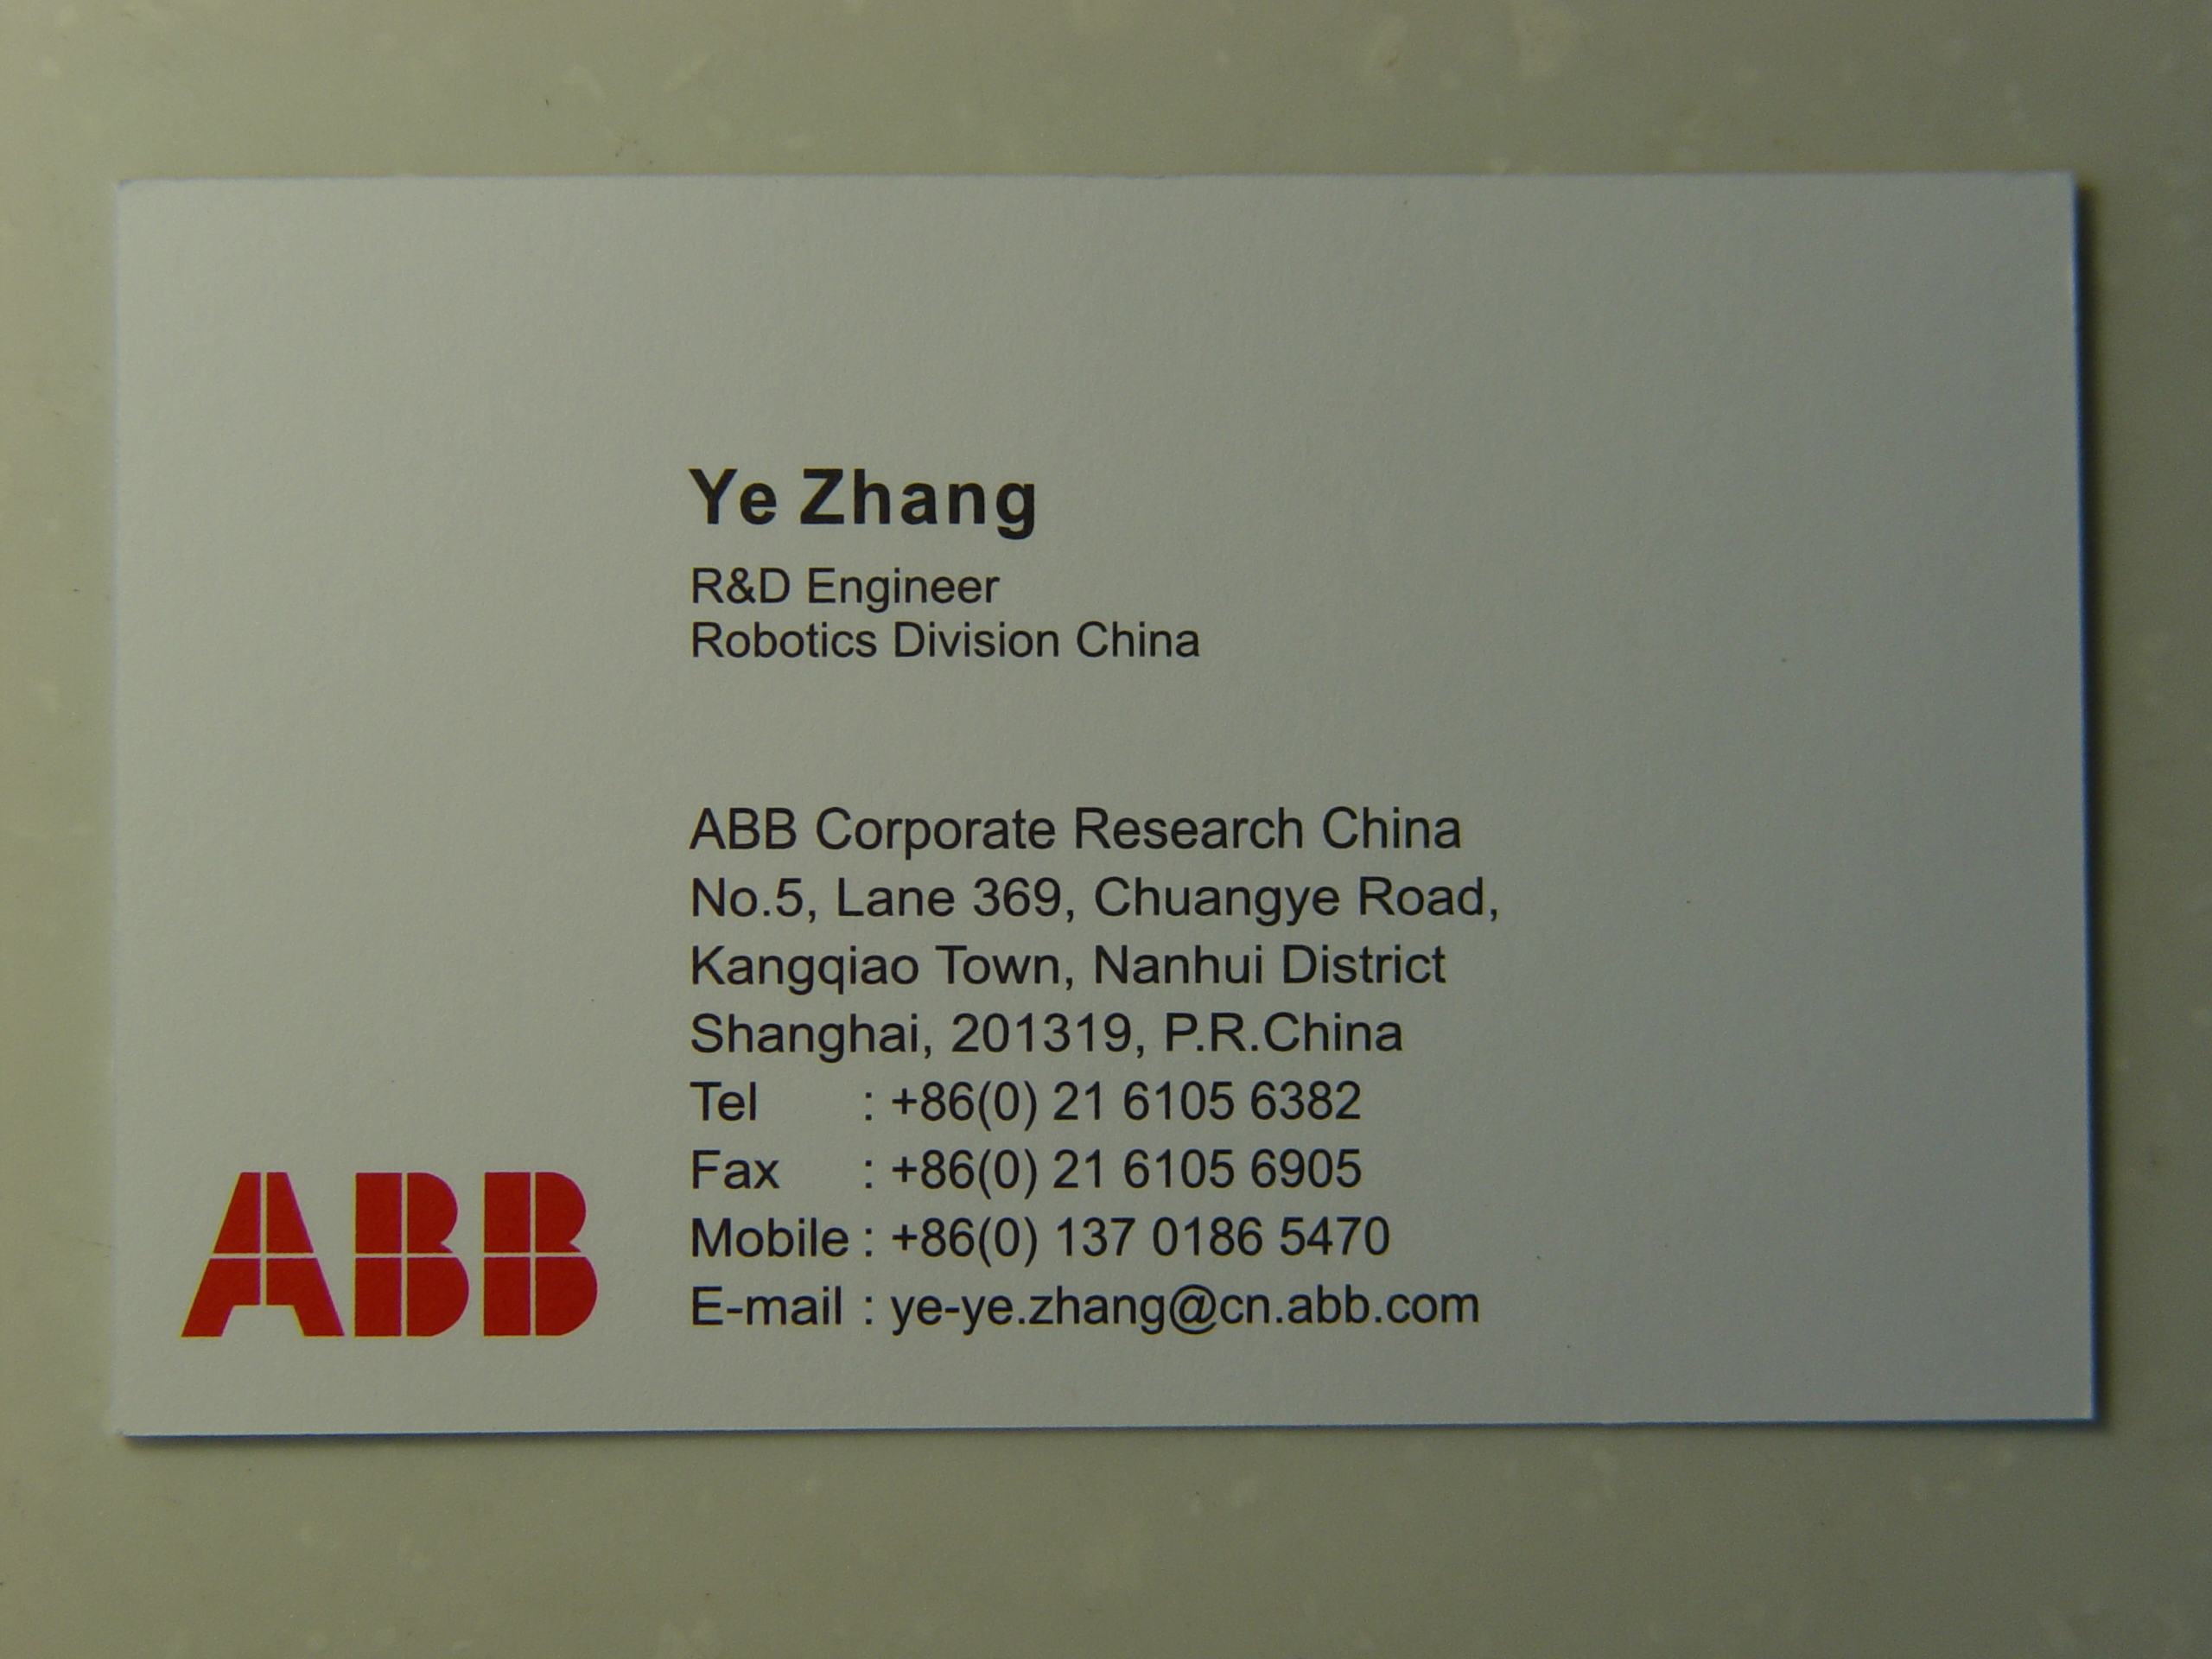 Ye Zhang
R&D Engineer
Robotics Division China
ABB Corporate Research China
No.5, Lane 369, Chuangye Road,
Kangqiao Town, Nanhui District
Shanghai, 201319, P.R.China
Tel : +86(0) 21 6105 6382
Fax : +86(0) 21 6105 6905
Mobile : +86(0) 137 0186 5470
E-mail : ye-ye.zhang@cn.abb.com
ABB